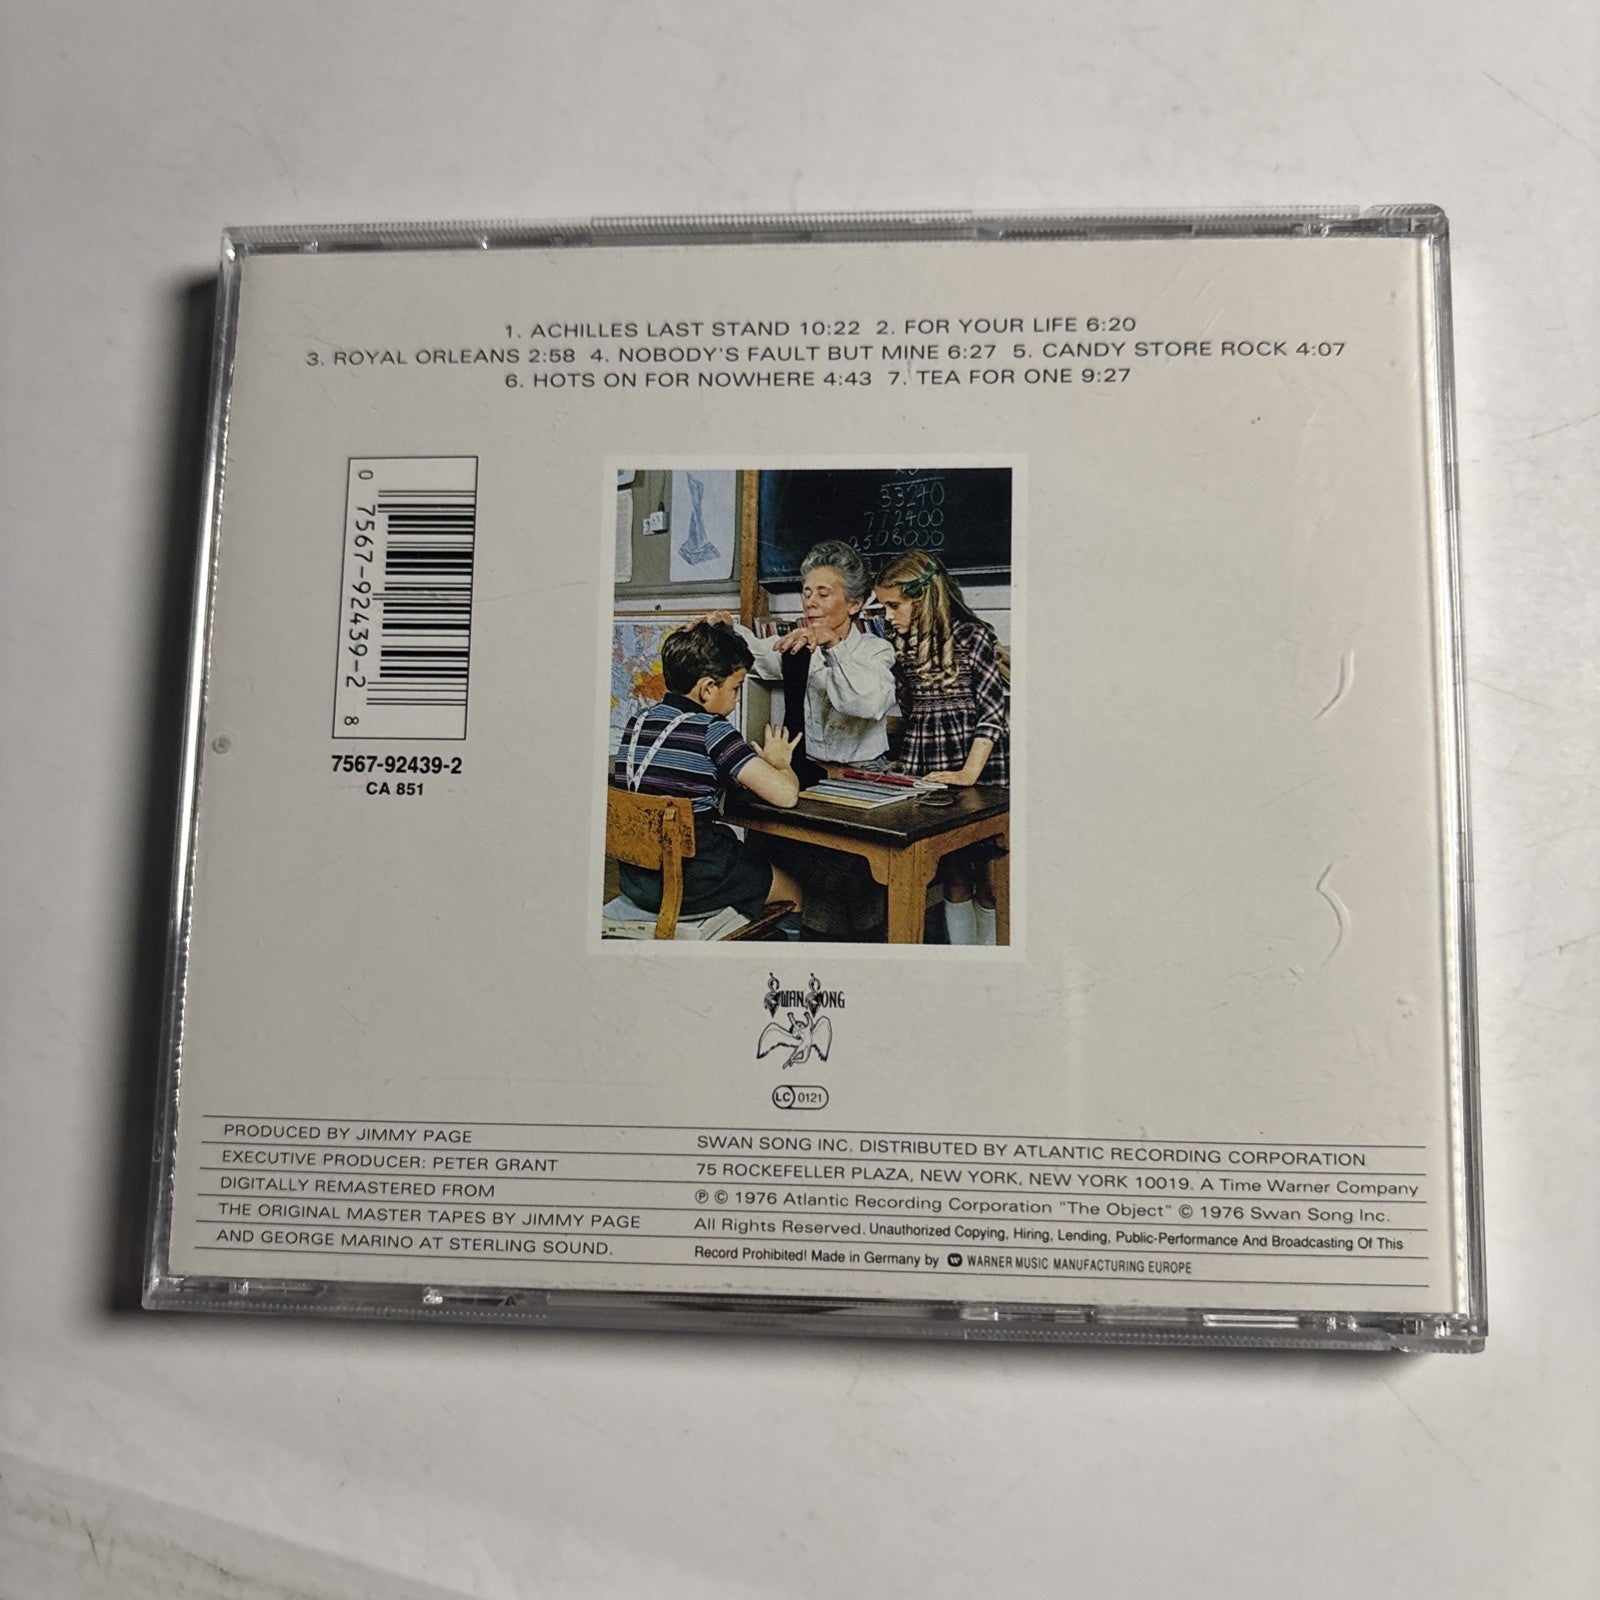 1. ACHILLES LAST STAND 10:22 2. FOR YOUR LIFE 6:20
3. ROYAL ORLEANS 2:58 4. NOBODY'S FAULT BUT MINE 6:27 5. CANDY STORE ROCK 4:07
6. HOTS ON FOR NOWHERE 4:43 7. TEA FOR ONE 9:27
0 7567-92439-2 8
7567-92439-2
CA 851
33240
772400
2506000
SWAN SONG
LC 0121
PRODUCED BY JIMMY PAGE
EXECUTIVE PRODUCER: PETER GRANT
DIGITALLY REMASTERED FROM
THE ORIGINAL MASTER TAPES BY JIMMY PAGE
AND GEORGE MARINO AT STERLING SOUND.
SWAN SONG INC. DISTRIBUTED BY ATLANTIC RECORDING CORPORATION
75 ROCKEFELLER PLAZA, NEW YORK, NEW YORK 10019. A Time Warner Company
℗ © 1976 Atlantic Recording Corporation "The Object" © 1976 Swan Song Inc.
All Rights Reserved. Unauthorized Copying, Hiring, Lending, Public-Performance And Broadcasting Of This
Record Prohibited! Made in Germany by WARNER MUSIC MANUFACTURING EUROPE